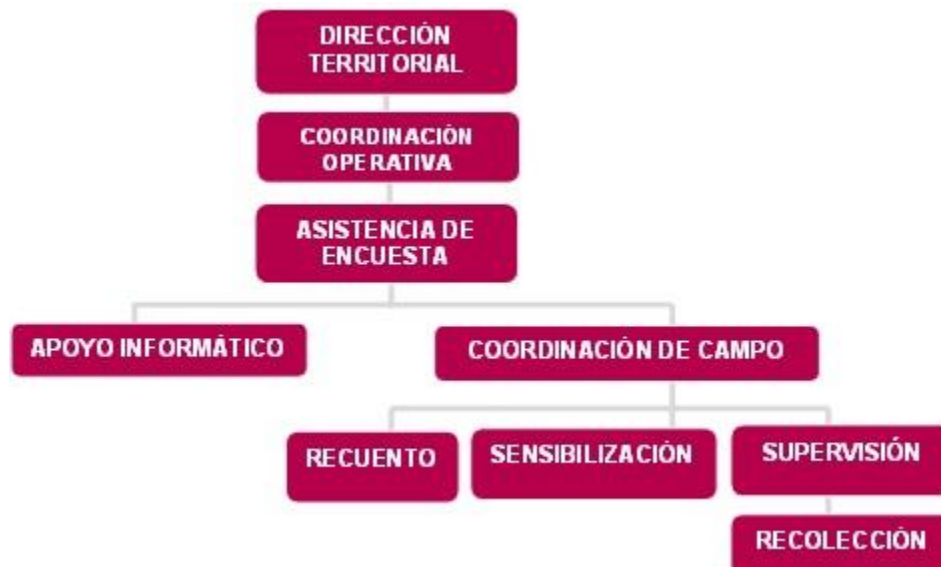 DIRECCIÓN
TERRITORIAL
COORDINACIÓN
OPERATIVA
ASISTENCIA DE
ENCUESTA
APOYO INFORMÁTICO
COORDINACIÓN DE CAMPO
RECUENTO
SENSIBILIZACIÓN
SUPERVISIÓN
RECOLECCIÓN